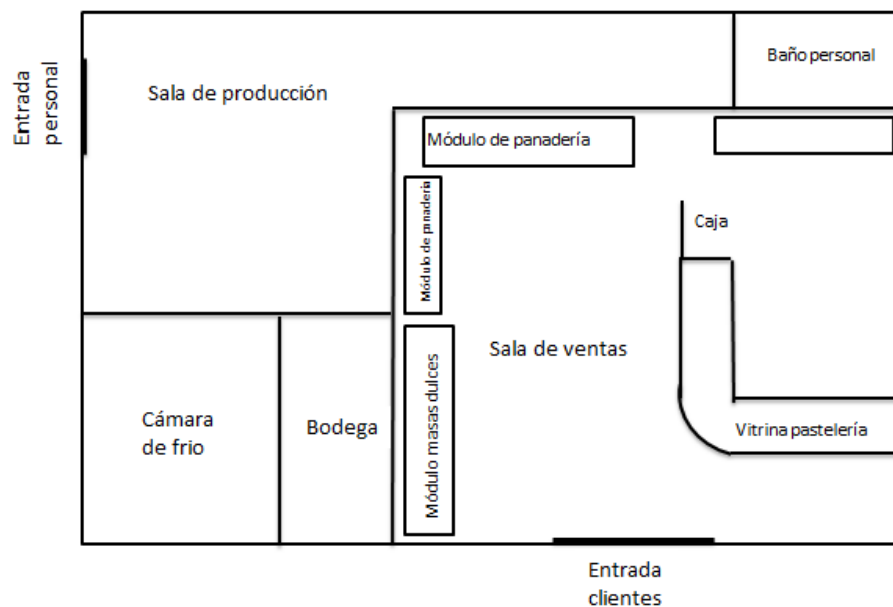 Baño personal
Entrada
personal
Sala de producción
Módulo de panadería
Módulo de panaderia
Caja
Sala de ventas
Módulo masas dulces
Cámara
de frio
Bodega
Vitrina pastelería
Entrada
clientes